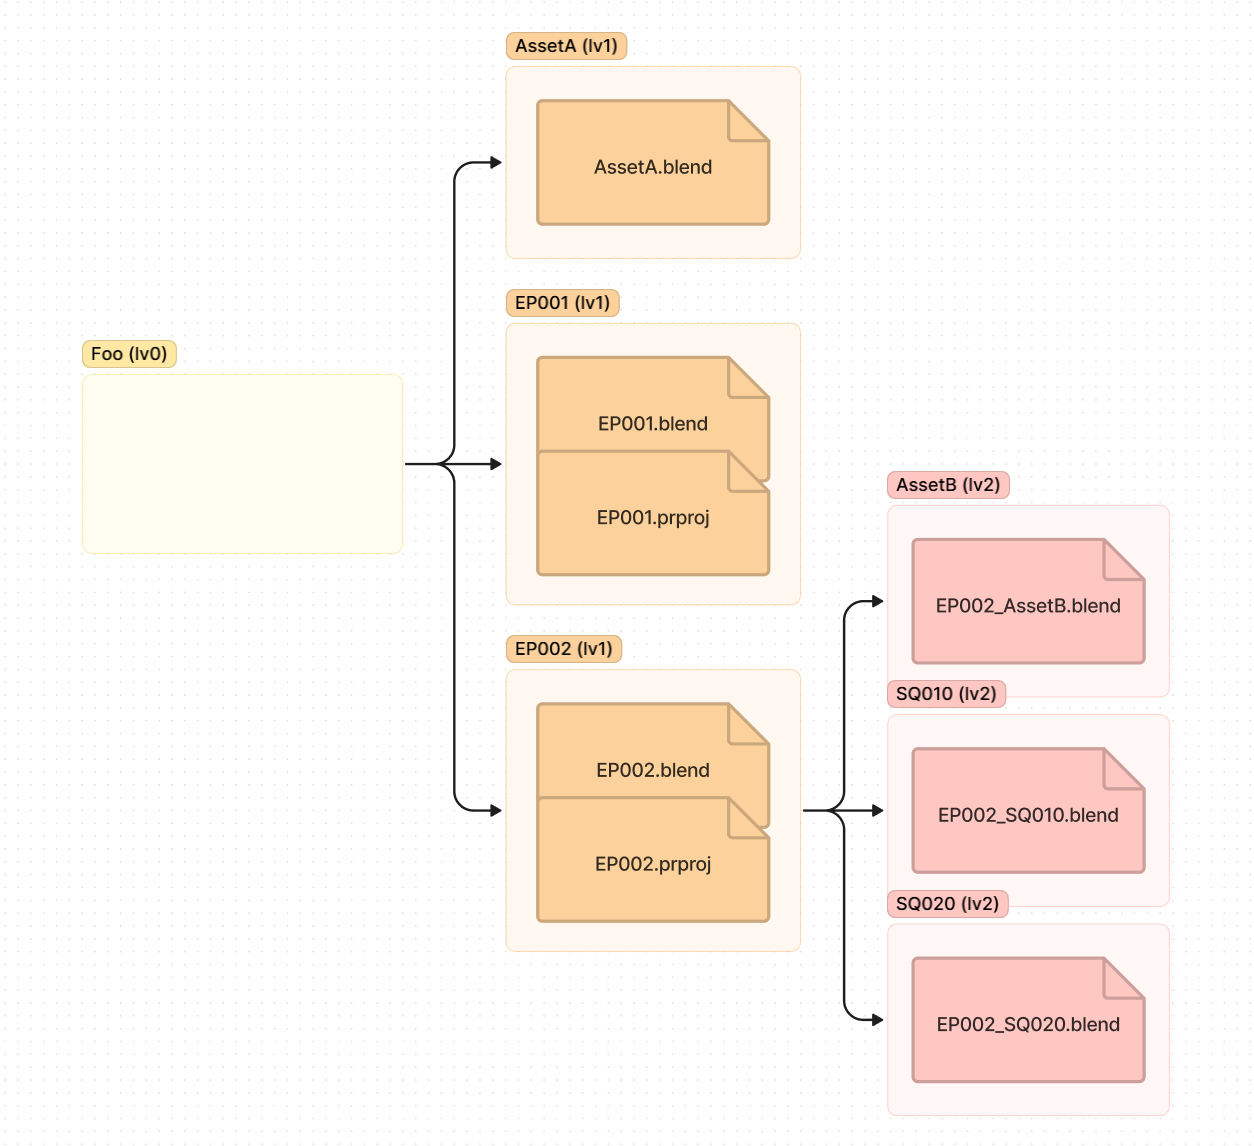 AssetA (lv1)
AssetA.blend
EP001 (lv1)
EP001.blend
EP001.prproj
Foo (lv0)
EP002 (lv1)
EP002.blend
EP002.prproj
AssetB (lv2)
EP002_AssetB.blend
SQ010 (lv2)
EP002_SQ010.blend
SQ020 (lv2)
EP002_SQ020.blend